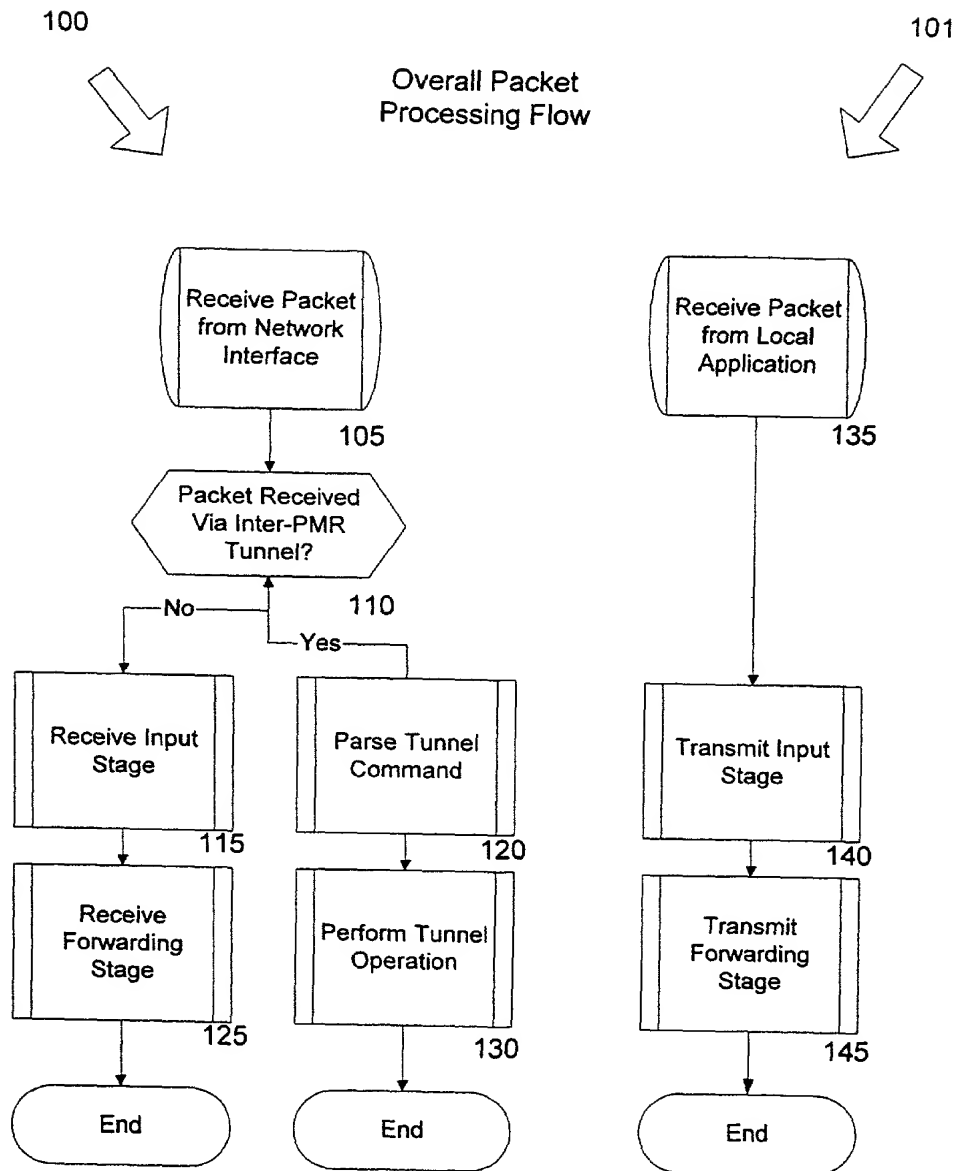 100
101
Overall Packet
Processing Flow
Receive Packet
from Network
Interface
105
Receive Packet
from Local
Application
135
Packet Received
Via Inter-PMR
Tunnel?
110
No
Yes
Receive Input
Stage
115
Parse Tunnel
Command
120
Transmit Input
Stage
140
Receive
Forwarding
Stage
125
Perform Tunnel
Operation
130
Transmit
Forwarding
Stage
145
End
End
End